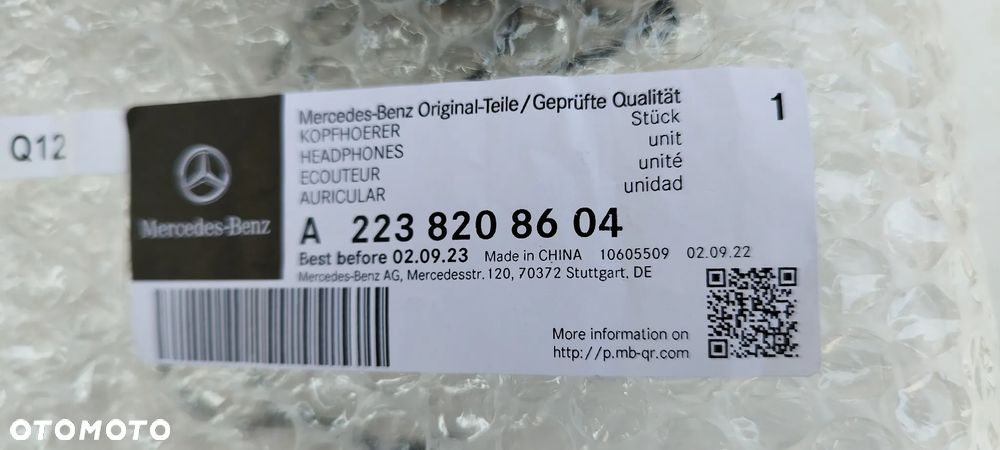 Q12
Mercedes-Benz
Mercedes-Benz Original-Teile/Geprüfte Qualität 1
KOPFHOERER Stück
HEADPHONES unit
ECOUTEUR unité
AURICULAR unidad
A 223 820 86 04
Best before 02.09.23 Made in CHINA 10605509 02.09.22
Mercedes-Benz AG, Mercedesstr. 120, 70372 Stuttgart, DE
More information on
http://p.mb-qr.com
OTOMOTO